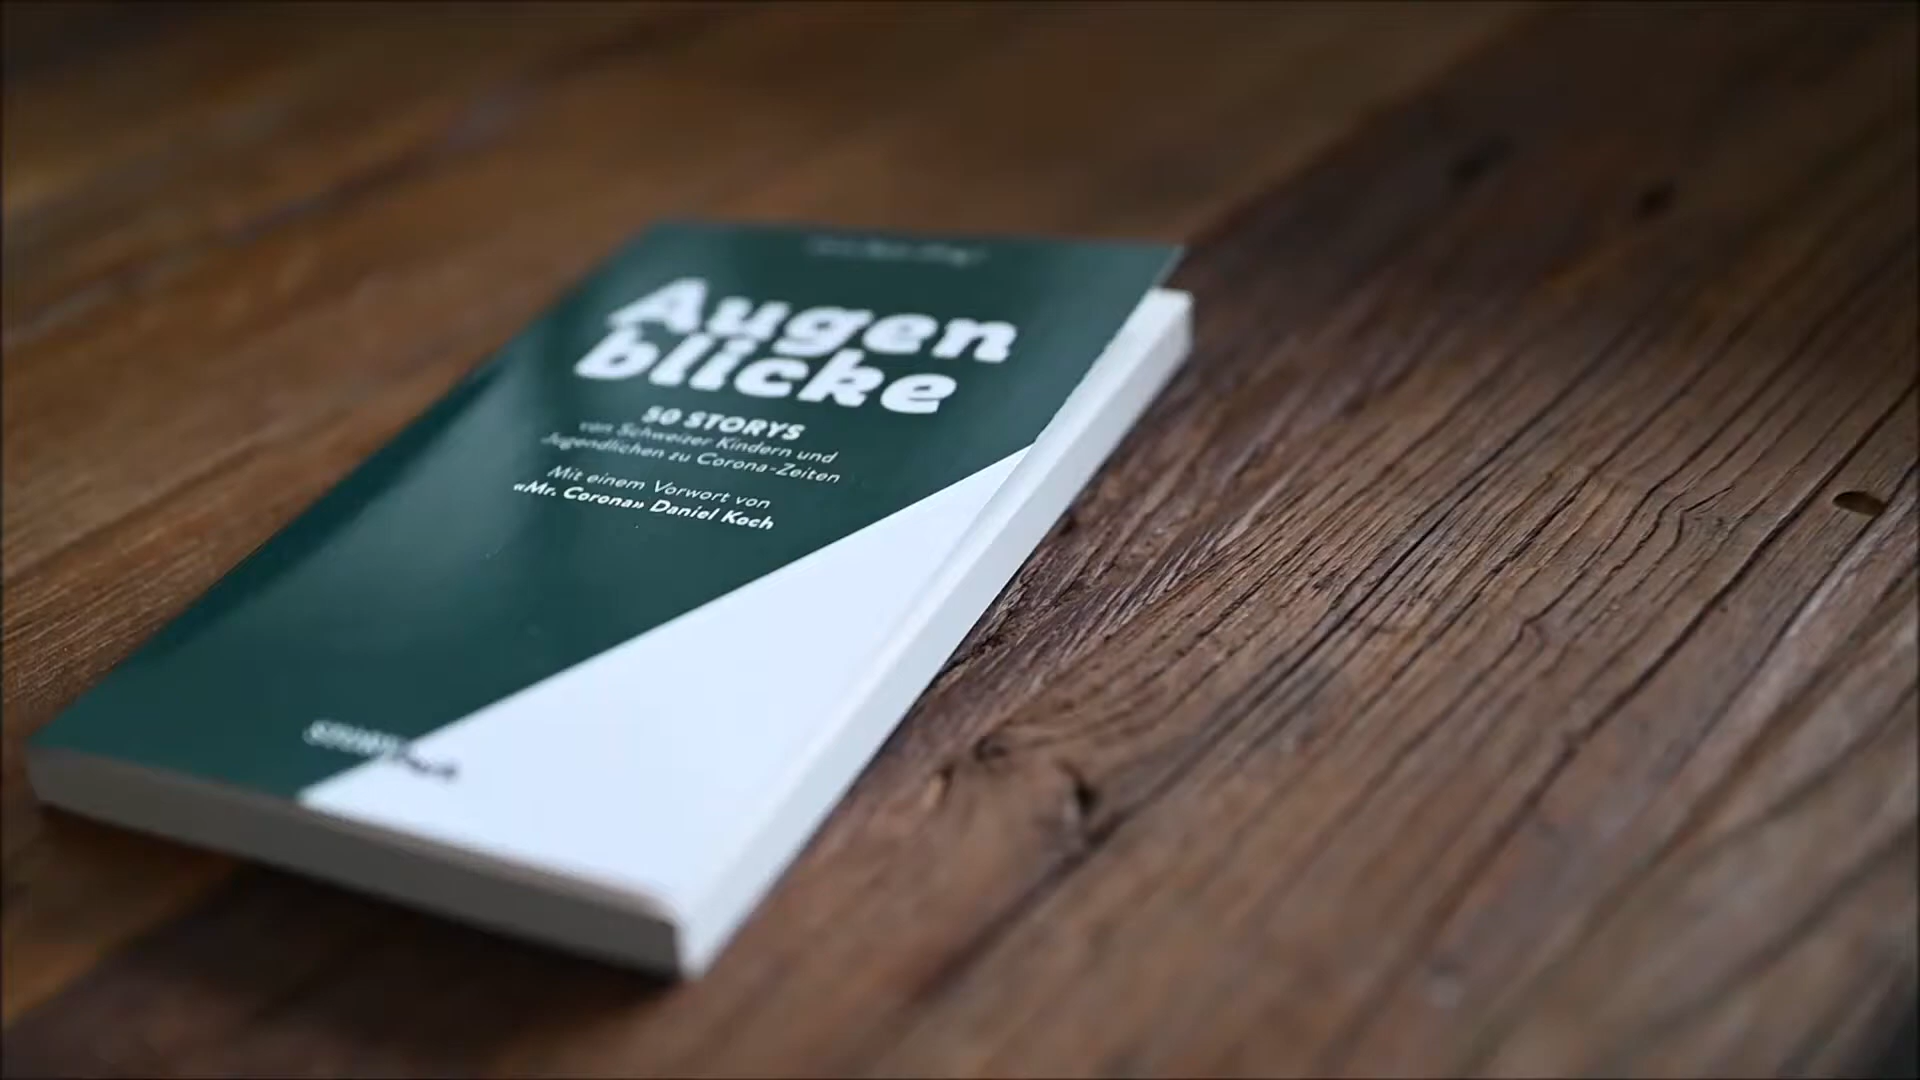 Augen
blicke
50 STORYS
von Schweizer Kindern und
Jugendlichen zu Corona-Zeiten
Mit einem Vorwort von
«Mr. Corona» Daniel Koch